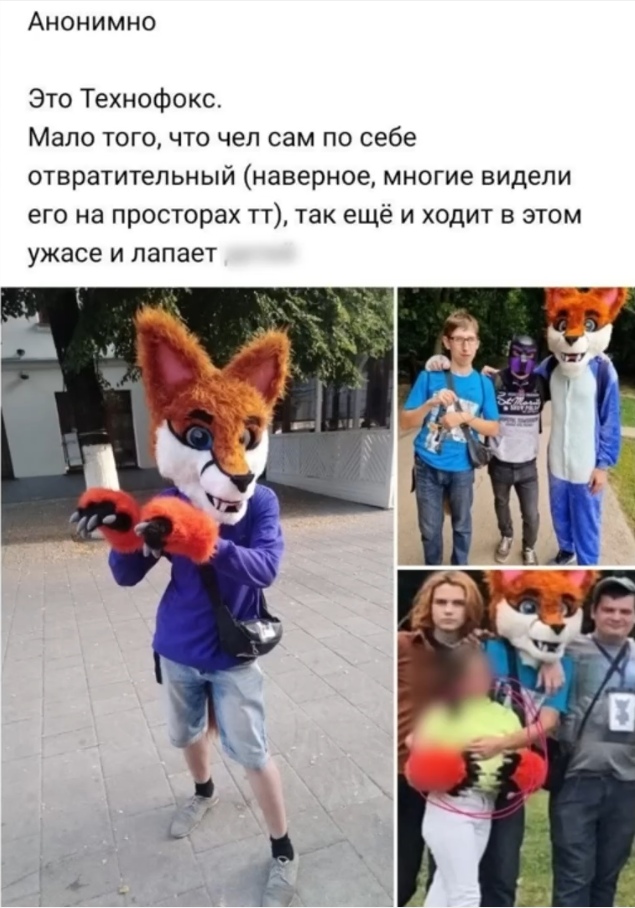 Анонимно
Это Технофокс.
Мало того, что чел сам по себе
отвратительный (наверное, многие видели
его на просторах тт), так ещё и ходит в этом
ужасе и лапает